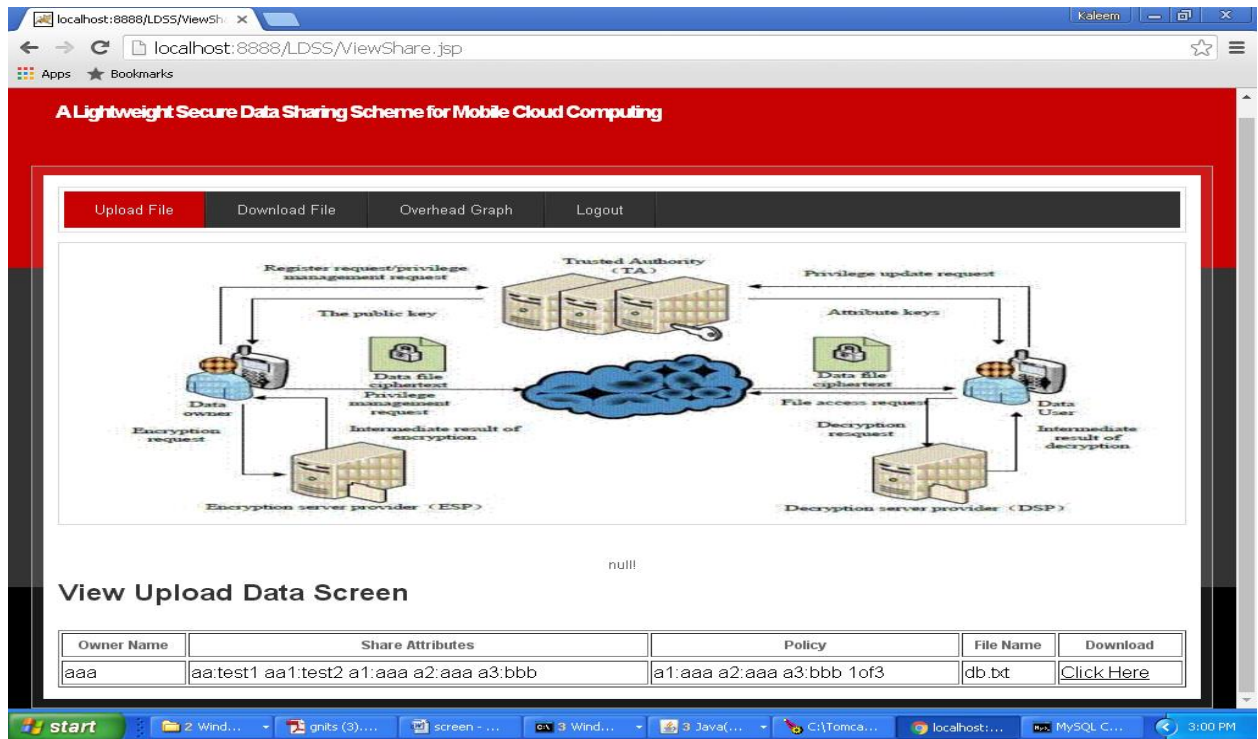 localhost:8888/LDSS/ViewSh
Kaleem
localhost:8888/LDSS/ViewShare.jsp
Apps Bookmarks
A Lightweight Secure Data Sharing Scheme for Mobile Cloud Computing
Upload File Download File Overhead Graph Logout
Register request/privilege management request
Trusted Authority (TA)
Privilege update request
The public key
Attribute keys
Data file ciphertext
Data file ciphertext
Privilege management request
File access request
Data owner
Data User
Encryption request
Intermediate result of encryption
Decryption resquest
Intermediate result of decryption
Encryption server provider (ESP)
Decryption server provider (DSP)
null!
View Upload Data Screen
Owner Name Share Attributes Policy File Name Download
aaa aa:test1 aa1:test2 a1:aaa a2:aaa a3:bbb a1:aaa a2:aaa a3:bbb 1of3 db.txt Click Here
start 2 Wind... gnits (3).... screen - ... 3 Wind... 3 Java(... C:\Tomca... localhost:... MySQL C... 3:00 PM